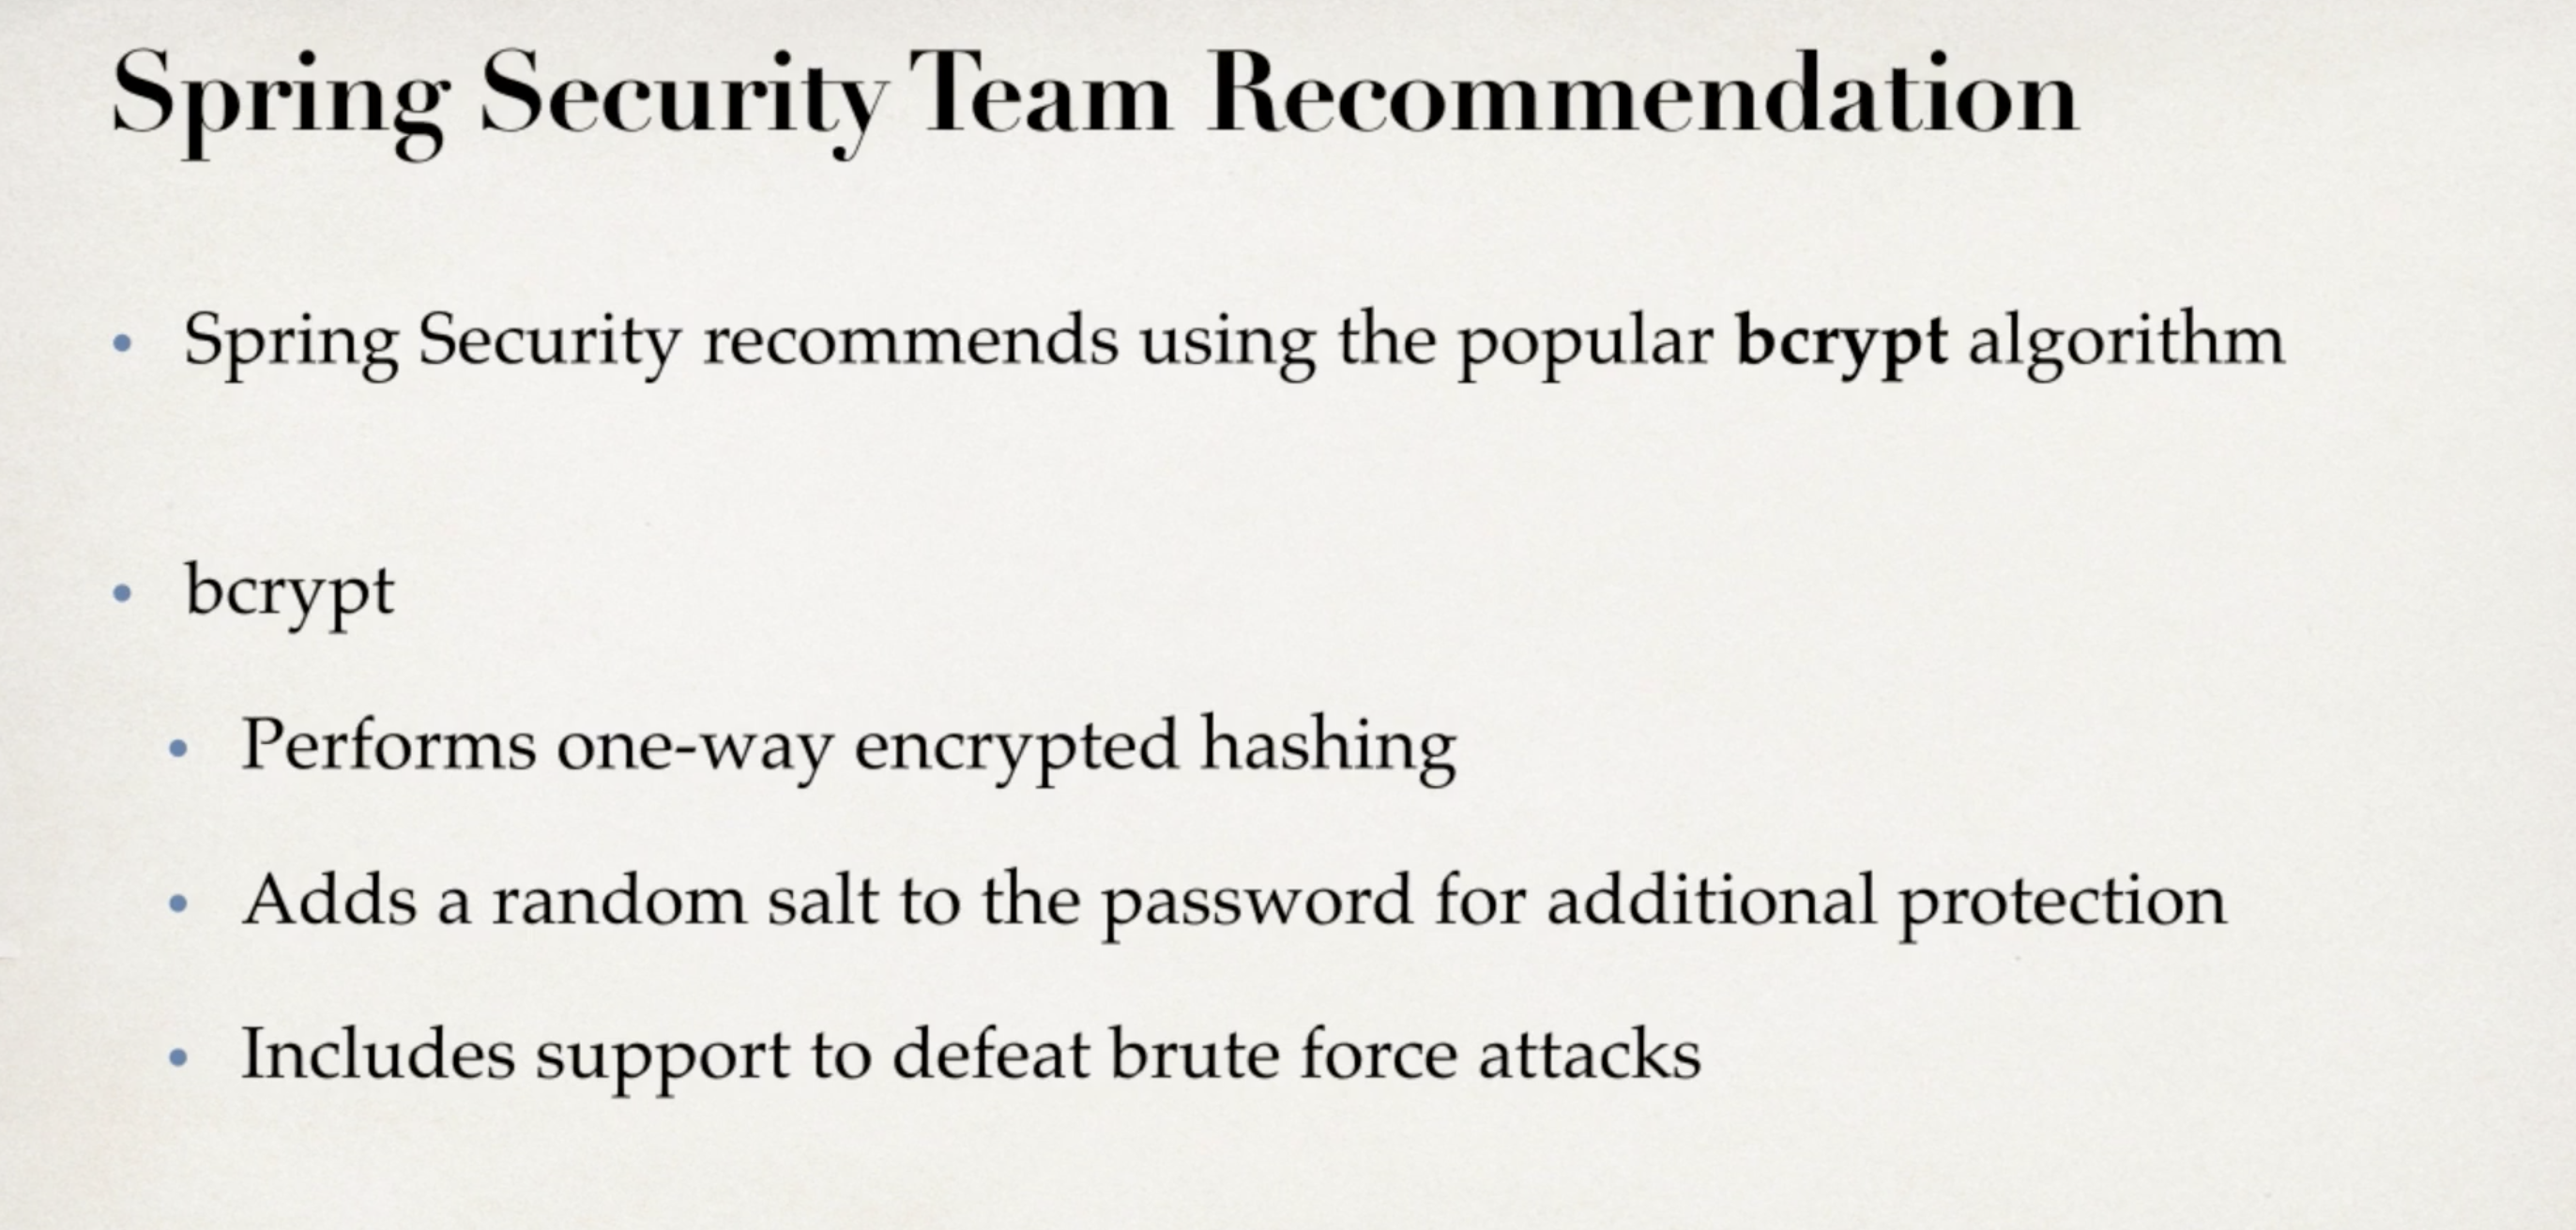 Spring Security Team Recommendation
• Spring Security recommends using the popular bcrypt algorithm
• bcrypt
• Performs one-way encrypted hashing
• Adds a random salt to the password for additional protection
• Includes support to defeat brute force attacks